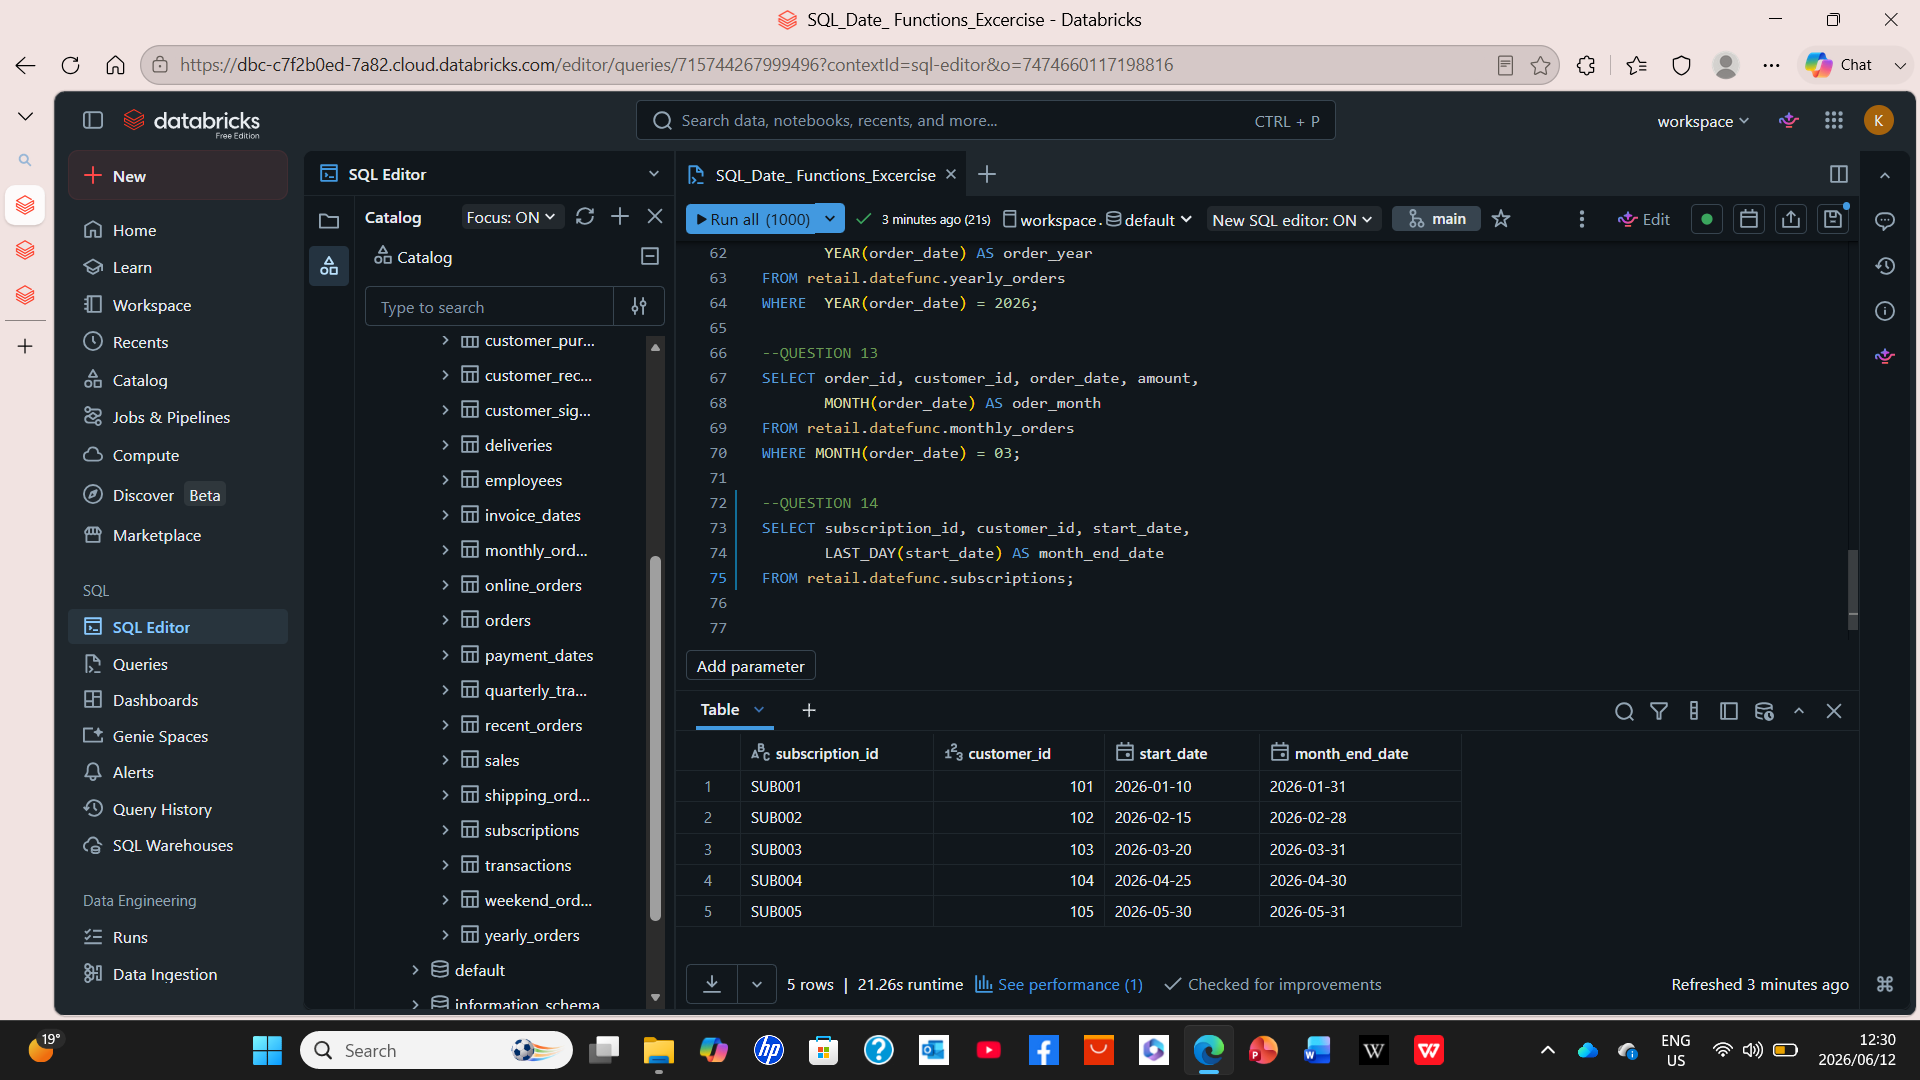 SQL_Date_ Functions_Excercise - Databricks
https://dbc-c7f2b0ed-7a82.cloud.databricks.com/editor/queries/715744267999496?contextId=sql-editor&o=7474660117198816
Chat
databricks
Free Edition
Search data, notebooks, recents, and more...
CTRL + P
workspace
K
New
Home
Learn
Workspace
Recents
Catalog
Jobs & Pipelines
Compute
Discover Beta
Marketplace
SQL
SQL Editor
Queries
Dashboards
Genie Spaces
Alerts
Query History
SQL Warehouses
Data Engineering
Runs
Data Ingestion
SQL Editor
Catalog
Focus: ON
Catalog
Type to search
customer_pur...
customer_rec...
customer_sig...
deliveries
employees
invoice_dates
monthly_ord...
online_orders
orders
payment_dates
quarterly_tra...
recent_orders
sales
shipping_ord...
subscriptions
transactions
weekend_ord...
yearly_orders
default
information_schema
SQL_Date_ Functions_Excercise
Run all (1000)
3 minutes ago (21s)
workspace.
default
New SQL editor: ON
main
Edit
62 YEAR(order_date) AS order_year
63 FROM retail.datefunc.yearly_orders
64 WHERE  YEAR(order_date) = 2026;
65
66 --QUESTION 13
67 SELECT order_id, customer_id, order_date, amount,
68 MONTH(order_date) AS oder_month
69 FROM retail.datefunc.monthly_orders
70 WHERE MONTH(order_date) = 03;
71
72 --QUESTION 14
73 SELECT subscription_id, customer_id, start_date,
74 LAST_DAY(start_date) AS month_end_date
75 FROM retail.datefunc.subscriptions;
76
77
Add parameter
Table
subscription_id customer_id start_date month_end_date
1 SUB001 101 2026-01-10 2026-01-31
2 SUB002 102 2026-02-15 2026-02-28
3 SUB003 103 2026-03-20 2026-03-31
4 SUB004 104 2026-04-25 2026-04-30
5 SUB005 105 2026-05-30 2026-05-31
5 rows | 21.26s runtime
See performance (1)
Checked for improvements
Refreshed 3 minutes ago
19°
Search
ENG
US
12:30
2026/06/12